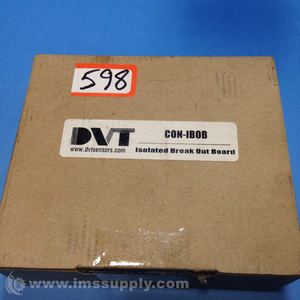 598
DVT
www.dvtsensors.com
CON-IBOB
Isolated Break Out Board
© www.imssupply.com